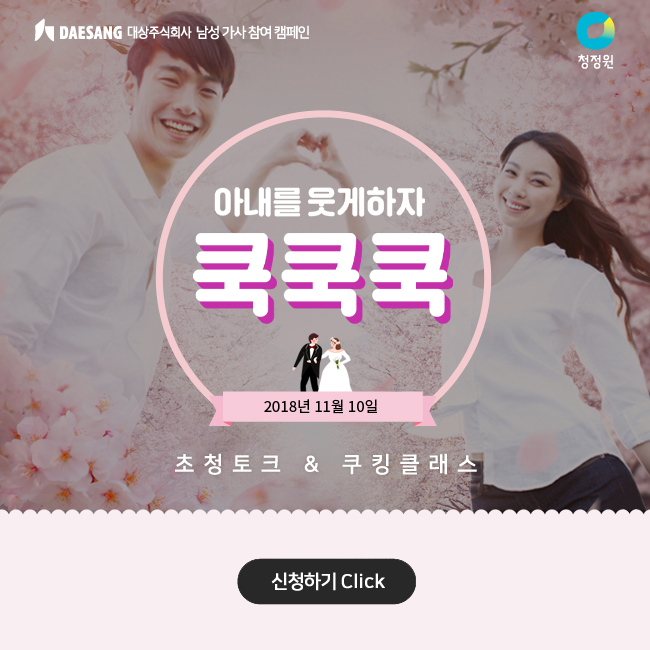 DAESANG 대상주식회사 남성 가사 참여 캠페인
청정원
아내를 웃게하자
쿡쿡쿡
2018년 11월 10일
초청토크 & 쿠킹클래스
신청하기 Click